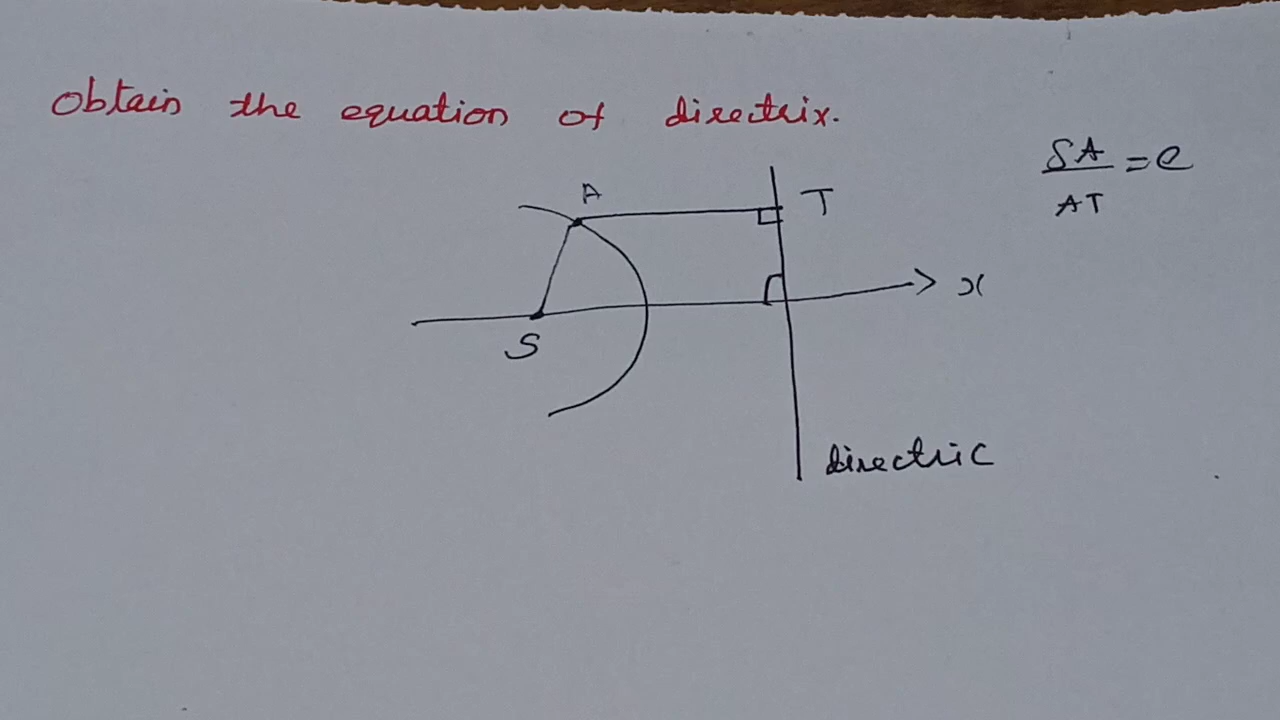 Obtain the equation of directrix.
SA/AT = e
A
T
x
S
directric